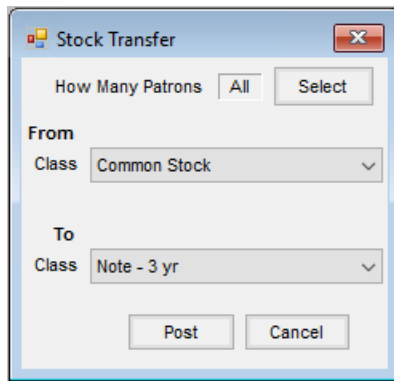 Stock Transfer
How Many Patrons All Select
From
Class Common Stock
To
Class Note - 3 yr
Post Cancel